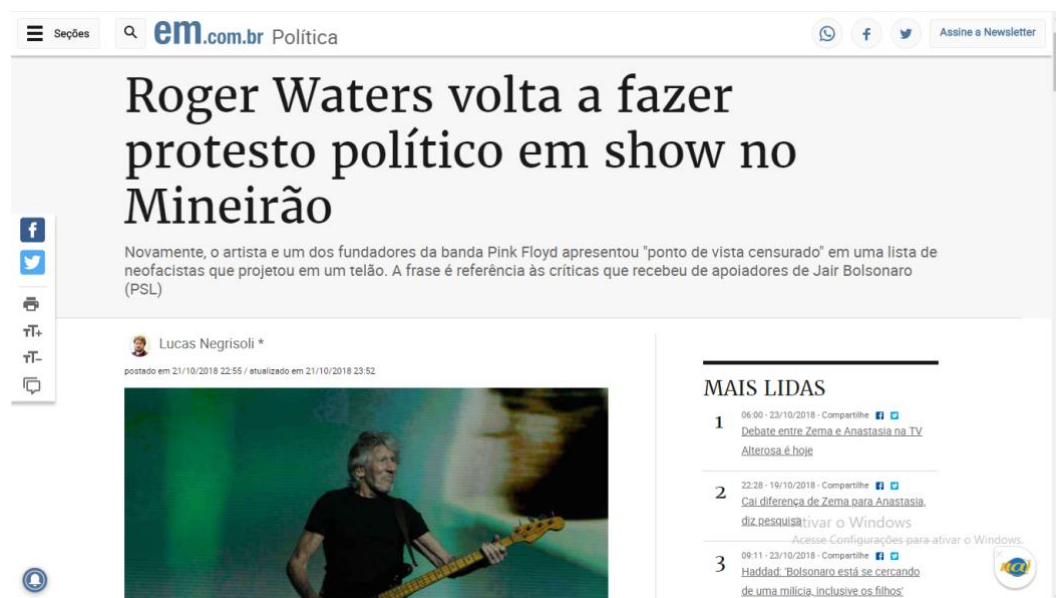 Seções
em.com.br Política
Assine a Newsletter
Roger Waters volta a fazer
protesto político em show no
Mineirão
Novamente, o artista e um dos fundadores da banda Pink Floyd apresentou "ponto de vista censurado" em uma lista de
neofacistas que projetou em um telão. A frase é referência às críticas que recebeu de apoiadores de Jair Bolsonaro
(PSL)
Lucas Negrisoli *
postado em 21/10/2018 22:55 / atualizado em 21/10/2018 23:52
MAIS LIDAS
1
06:00 - 23/10/2018 - Compartilhe
Debate entre Zema e Anastasia na TV
Alterosa é hoje
2
22:28 - 19/10/2018 - Compartilhe
Cai diferença de Zema para Anastasia,
diz pesquisa
ativar o Windows
Acesse Configurações para ativar o Windows.
3
09:11 - 23/10/2018 - Compartilhe
Haddad: 'Bolsonaro está se cercando
de uma milícia, inclusive os filhos'